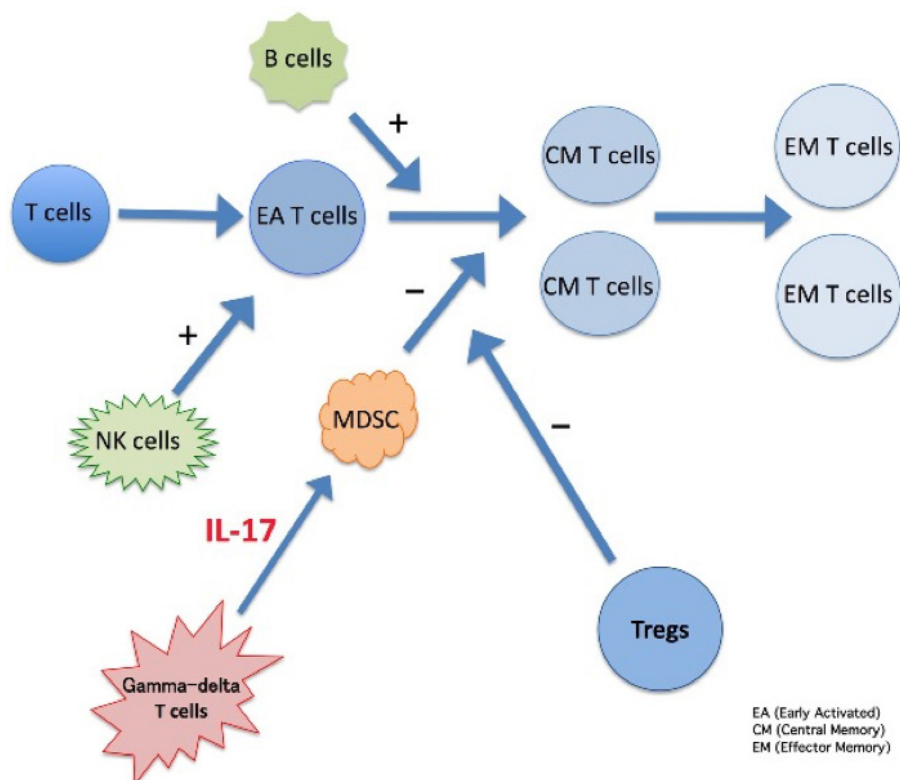 B cells
+
T cells
EA T cells
CM T cells
EM T cells
CM T cells
EM T cells
–
+
NK cells
MDSC
–
IL-17
Tregs
Gamma-delta
T cells
EA (Early Activated)
CM (Central Memory)
EM (Effector Memory)